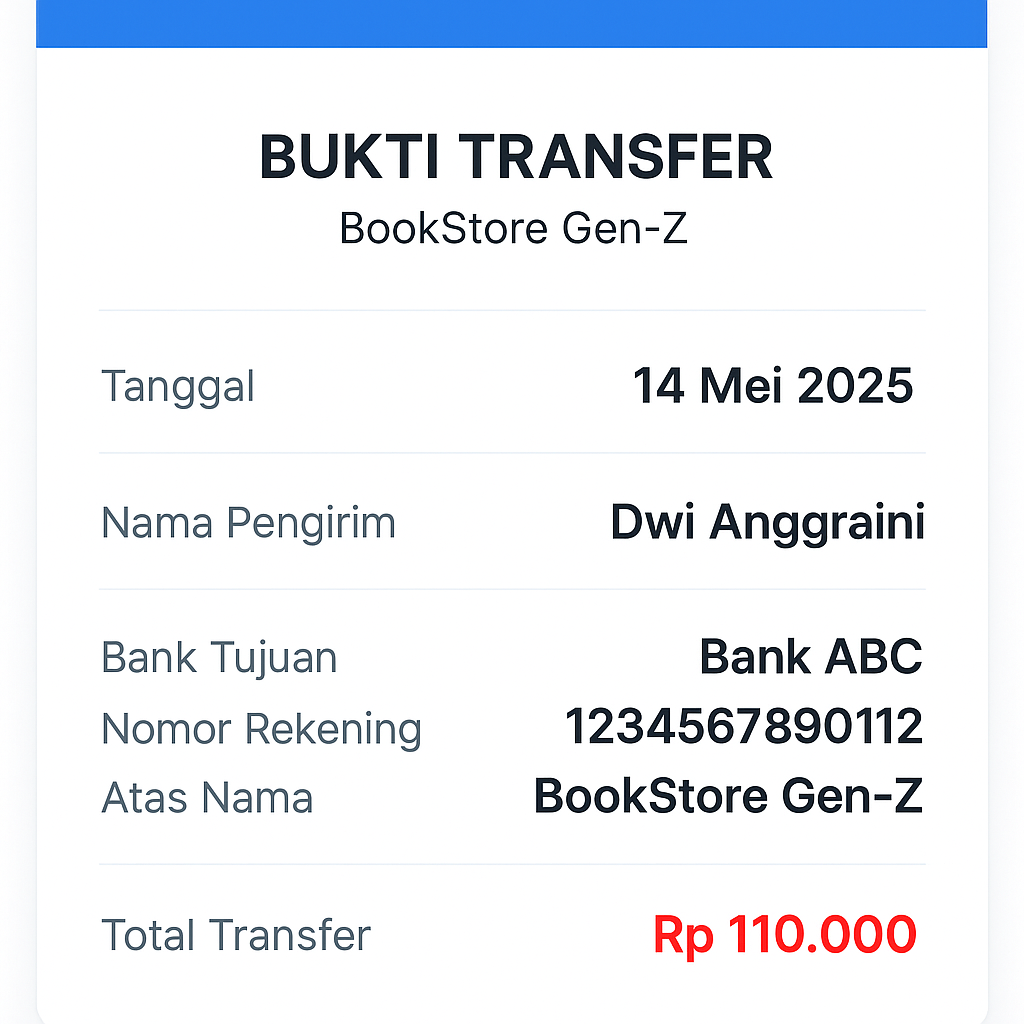 BUKTI TRANSFER
BookStore Gen-Z
Tanggal 14 Mei 2025
Nama Pengirim Dwi Anggraini
Bank Tujuan Bank ABC
Nomor Rekening 1234567890112
Atas Nama BookStore Gen-Z
Total Transfer Rp 110.000